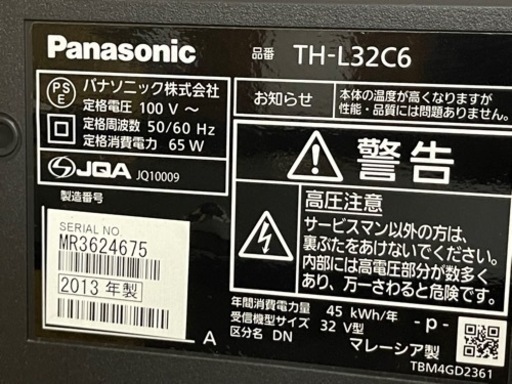 Panasonic
品番 TH-L32C6
PS
E
パナソニック株式会社
定格電圧 100 V ～
定格周波数 50/60 Hz
定格消費電力 65 W
お知らせ
本体の温度が高くなりますが
性能・品質には問題ありません。
JQA JQ10009
製造番号
SERIAL NO.
MR3624675
2013 年製
A
警告
高圧注意
サービスマン以外の方は、
裏ぶたをあけないでください。
内部には高電圧部分が数多く
あり、万一さわると危険です。
年間消費電力量 45 kWh/年
受信機型サイズ 32 V型
区分名 DN
- p -
マレーシア製
TBM4GD2361